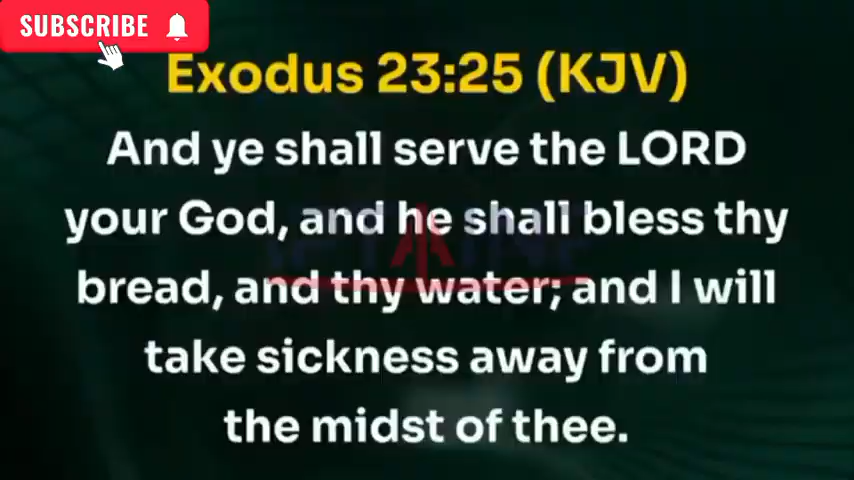 SUBSCRIBE
Exodus 23:25 (KJV)
And ye shall serve the LORD
your God, and he shall bless thy
bread, and thy water; and I will
take sickness away from
the midst of thee.